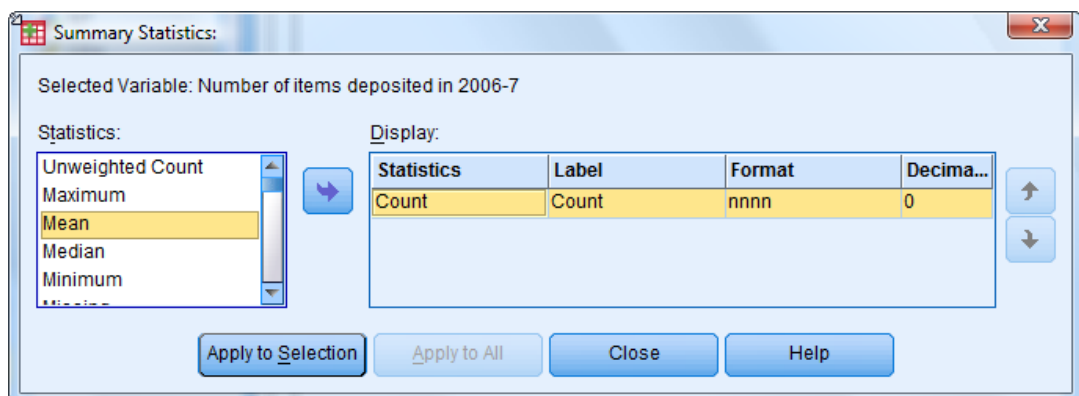 Summary Statistics:
Selected Variable: Number of items deposited in 2006-7
Statistics:
Display:
Unweighted Count
Maximum
Mean
Median
Minimum
Statistics Label Format Decima...
Count Count nnnn 0
Apply to Selection Apply to All Close Help